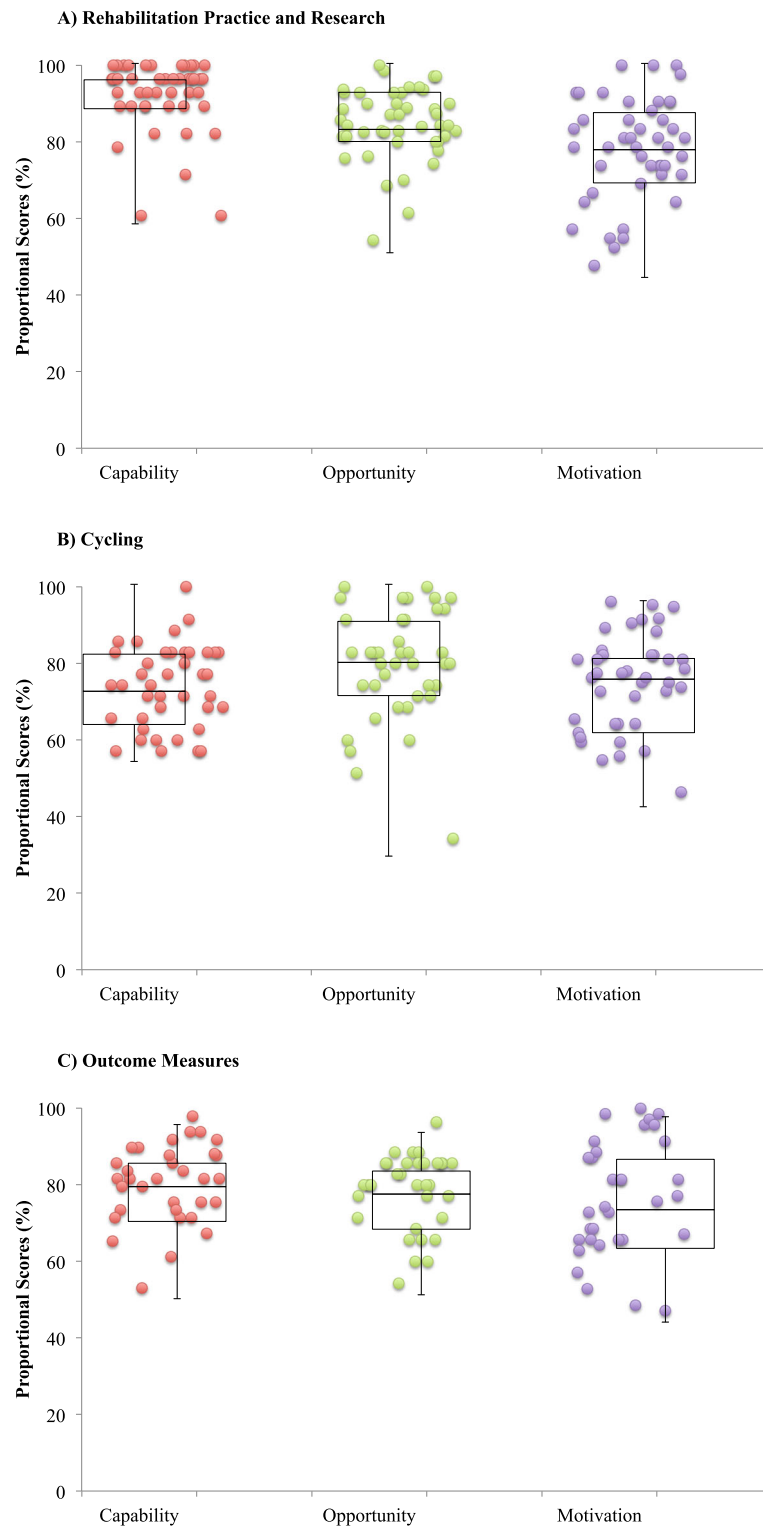 A) Rehabilitation Practice and Research
Proportional Scores (%)
100
80
60
40
20
0
Capability
Opportunity
Motivation
B) Cycling
Proportional Scores (%)
100
80
60
40
20
0
Capability
Opportunity
Motivation
C) Outcome Measures
Proportional Scores (%)
100
80
60
40
20
0
Capability
Opportunity
Motivation